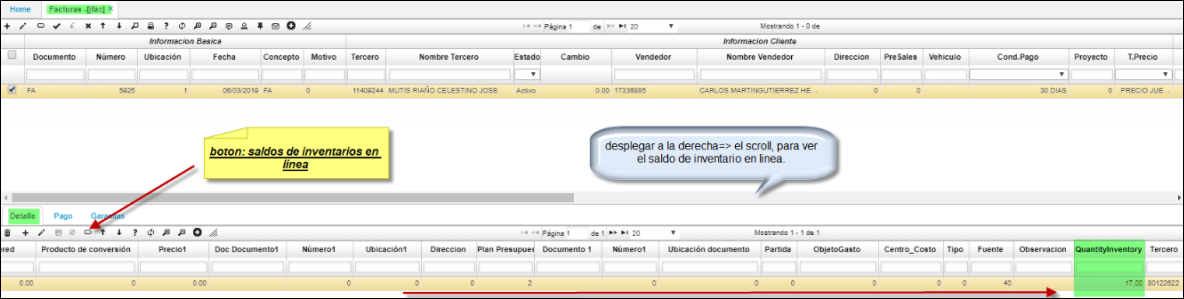 Home Facturas -[jfac] ×
Página 1 de 20 Mostrando 1 - 0 de
Informacion Basica Informacion Cliente
Documento Número Ubicación Fecha Concepto Motivo Tercero Nombre Tercero Estado Cambio Vendedor Nombre Vendedor Direccion PreSales Vehiculo Cond.Pago Proyecto T.Precio
FA 5925 1 06/03/2019 FA 0 11409244 MUTIS RIAÑO CELESTINO JOSE Activo 0.00 17336885 CARLOS MARTINGUTIERREZ HE... 0 0 30 DIAS 0 PRECIO JUE...
boton: saldos de inventarios en
linea
desplegar a la derecha=> el scroll, para ver
el saldo de inventario en linea.
Detalle Pago Garantias
Página 1 de 1 20 Mostrando 1 - 1 de 1
red Producto de conversión Precio1 Doc Documento1 Número1 Ubicación1 Direccion Plan Presupues Documento 1 Número1 Ubicación documento Partida ObjetoGasto Centro_Costo Tipo Fuente Observacion QuantityInventory Tercero
0.00 0 0.00 0 0 0 2 0 0 0 0 0 0 40 17.00 80122622